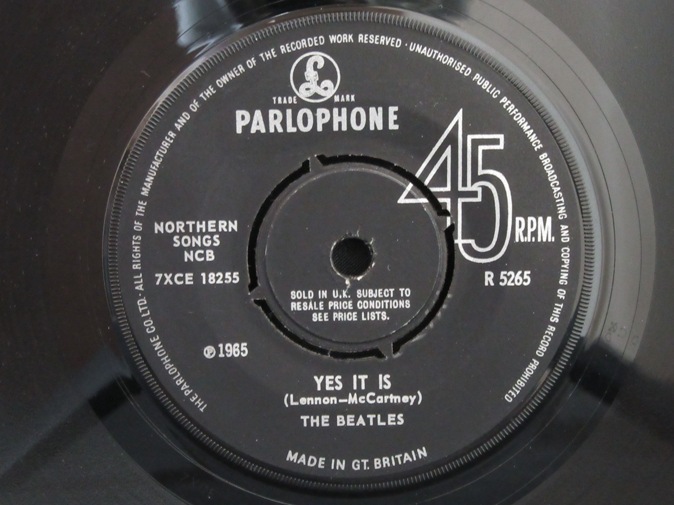 THE PARLOPHONE CO. LTD. · ALL RIGHTS OF THE MANUFACTURER AND OF THE OWNER OF THE RECORDED WORK RESERVED · UNAUTHORISED PUBLIC PERFORMANCE BROADCASTING AND COPYING OF THIS RECORD PROHIBITED
£
TRADE MARK
PARLOPHONE
45
R.P.M.
NORTHERN
SONGS
NCB
7XCE 18255
R 5265
SOLD IN U.K. SUBJECT TO
RESALE PRICE CONDITIONS
SEE PRICE LISTS.
℗ 1965
YES IT IS
(Lennon—McCartney)
THE BEATLES
MADE IN GT. BRITAIN